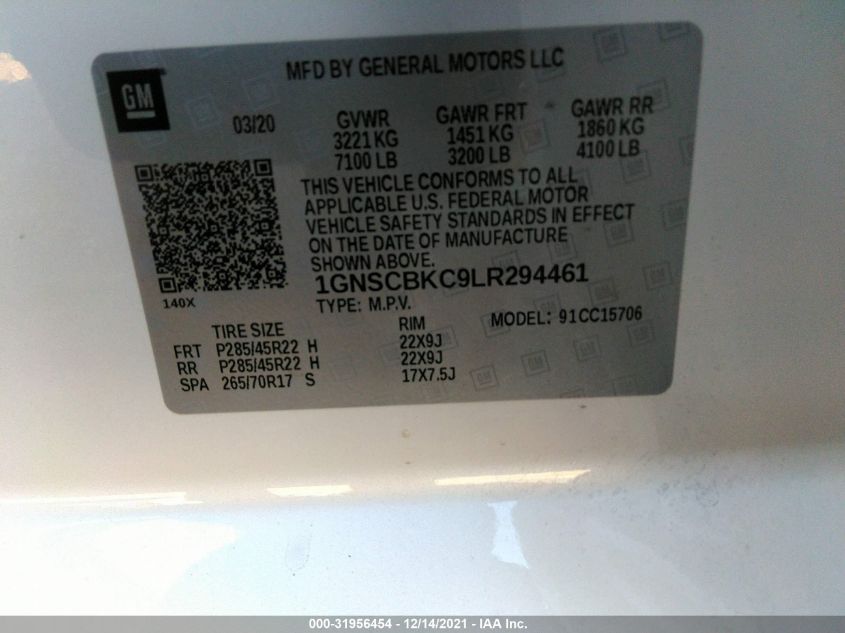 MFD BY GENERAL MOTORS LLC
GM
03/20
GVWR GAWR FRT GAWR RR
3221 KG 1451 KG 1860 KG
7100 LB 3200 LB 4100 LB
THIS VEHICLE CONFORMS TO ALL
APPLICABLE U.S. FEDERAL MOTOR
VEHICLE SAFETY STANDARDS IN EFFECT
ON THE DATE OF MANUFACTURE
SHOWN ABOVE.
1GNSCBKC9LR294461
140X
TYPE: M.P.V.
MODEL: 91CC15706
TIRE SIZE RIM
FRT P285/45R22 H 22X9J
RR P285/45R22 H 22X9J
SPA 265/70R17 S 17X7.5J
000-31956454 - 12/14/2021 - IAA Inc.